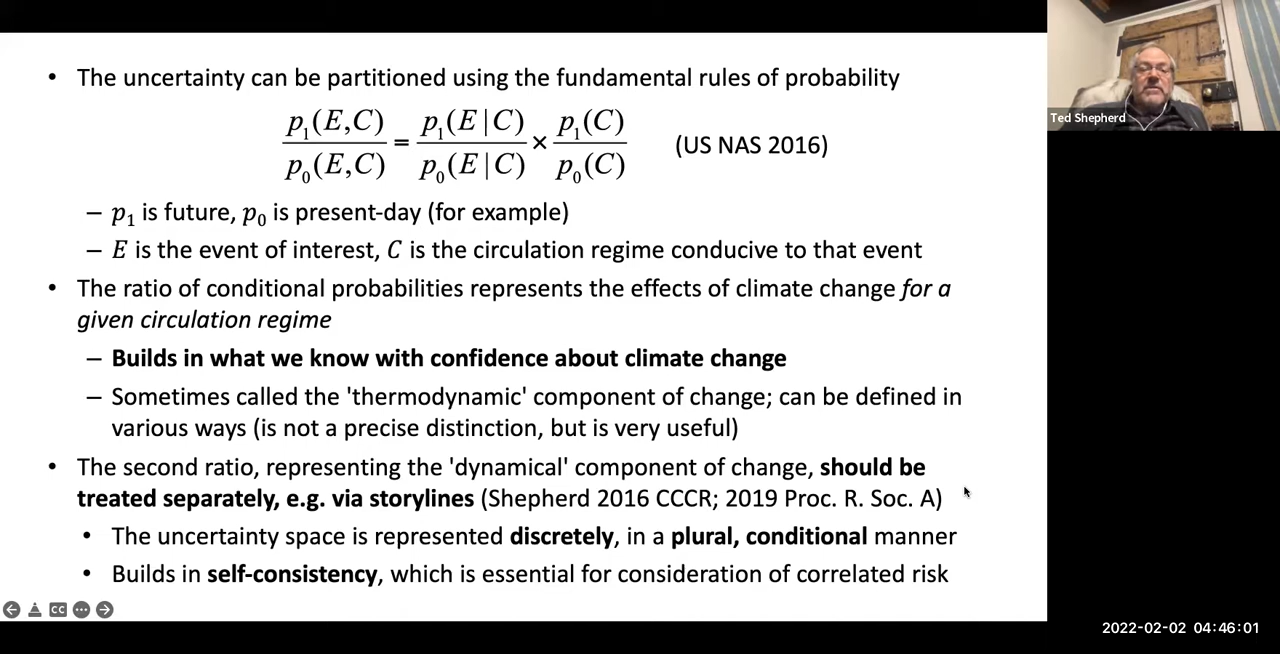 • The uncertainty can be partitioned using the fundamental rules of probability
p₁(E,C) / p₀(E,C) = p₁(E|C) / p₀(E|C) × p₁(C) / p₀(C) (US NAS 2016)
– p₁ is future, p₀ is present-day (for example)
– E is the event of interest, C is the circulation regime conducive to that event
• The ratio of conditional probabilities represents the effects of climate change for a
given circulation regime
– Builds in what we know with confidence about climate change
– Sometimes called the 'thermodynamic' component of change; can be defined in
various ways (is not a precise distinction, but is very useful)
• The second ratio, representing the 'dynamical' component of change, should be
treated separately, e.g. via storylines (Shepherd 2016 CCCR; 2019 Proc. R. Soc. A)
• The uncertainty space is represented discretely, in a plural, conditional manner
• Builds in self-consistency, which is essential for consideration of correlated risk
Ted Shepherd
CC
2022-02-02 04:46:01